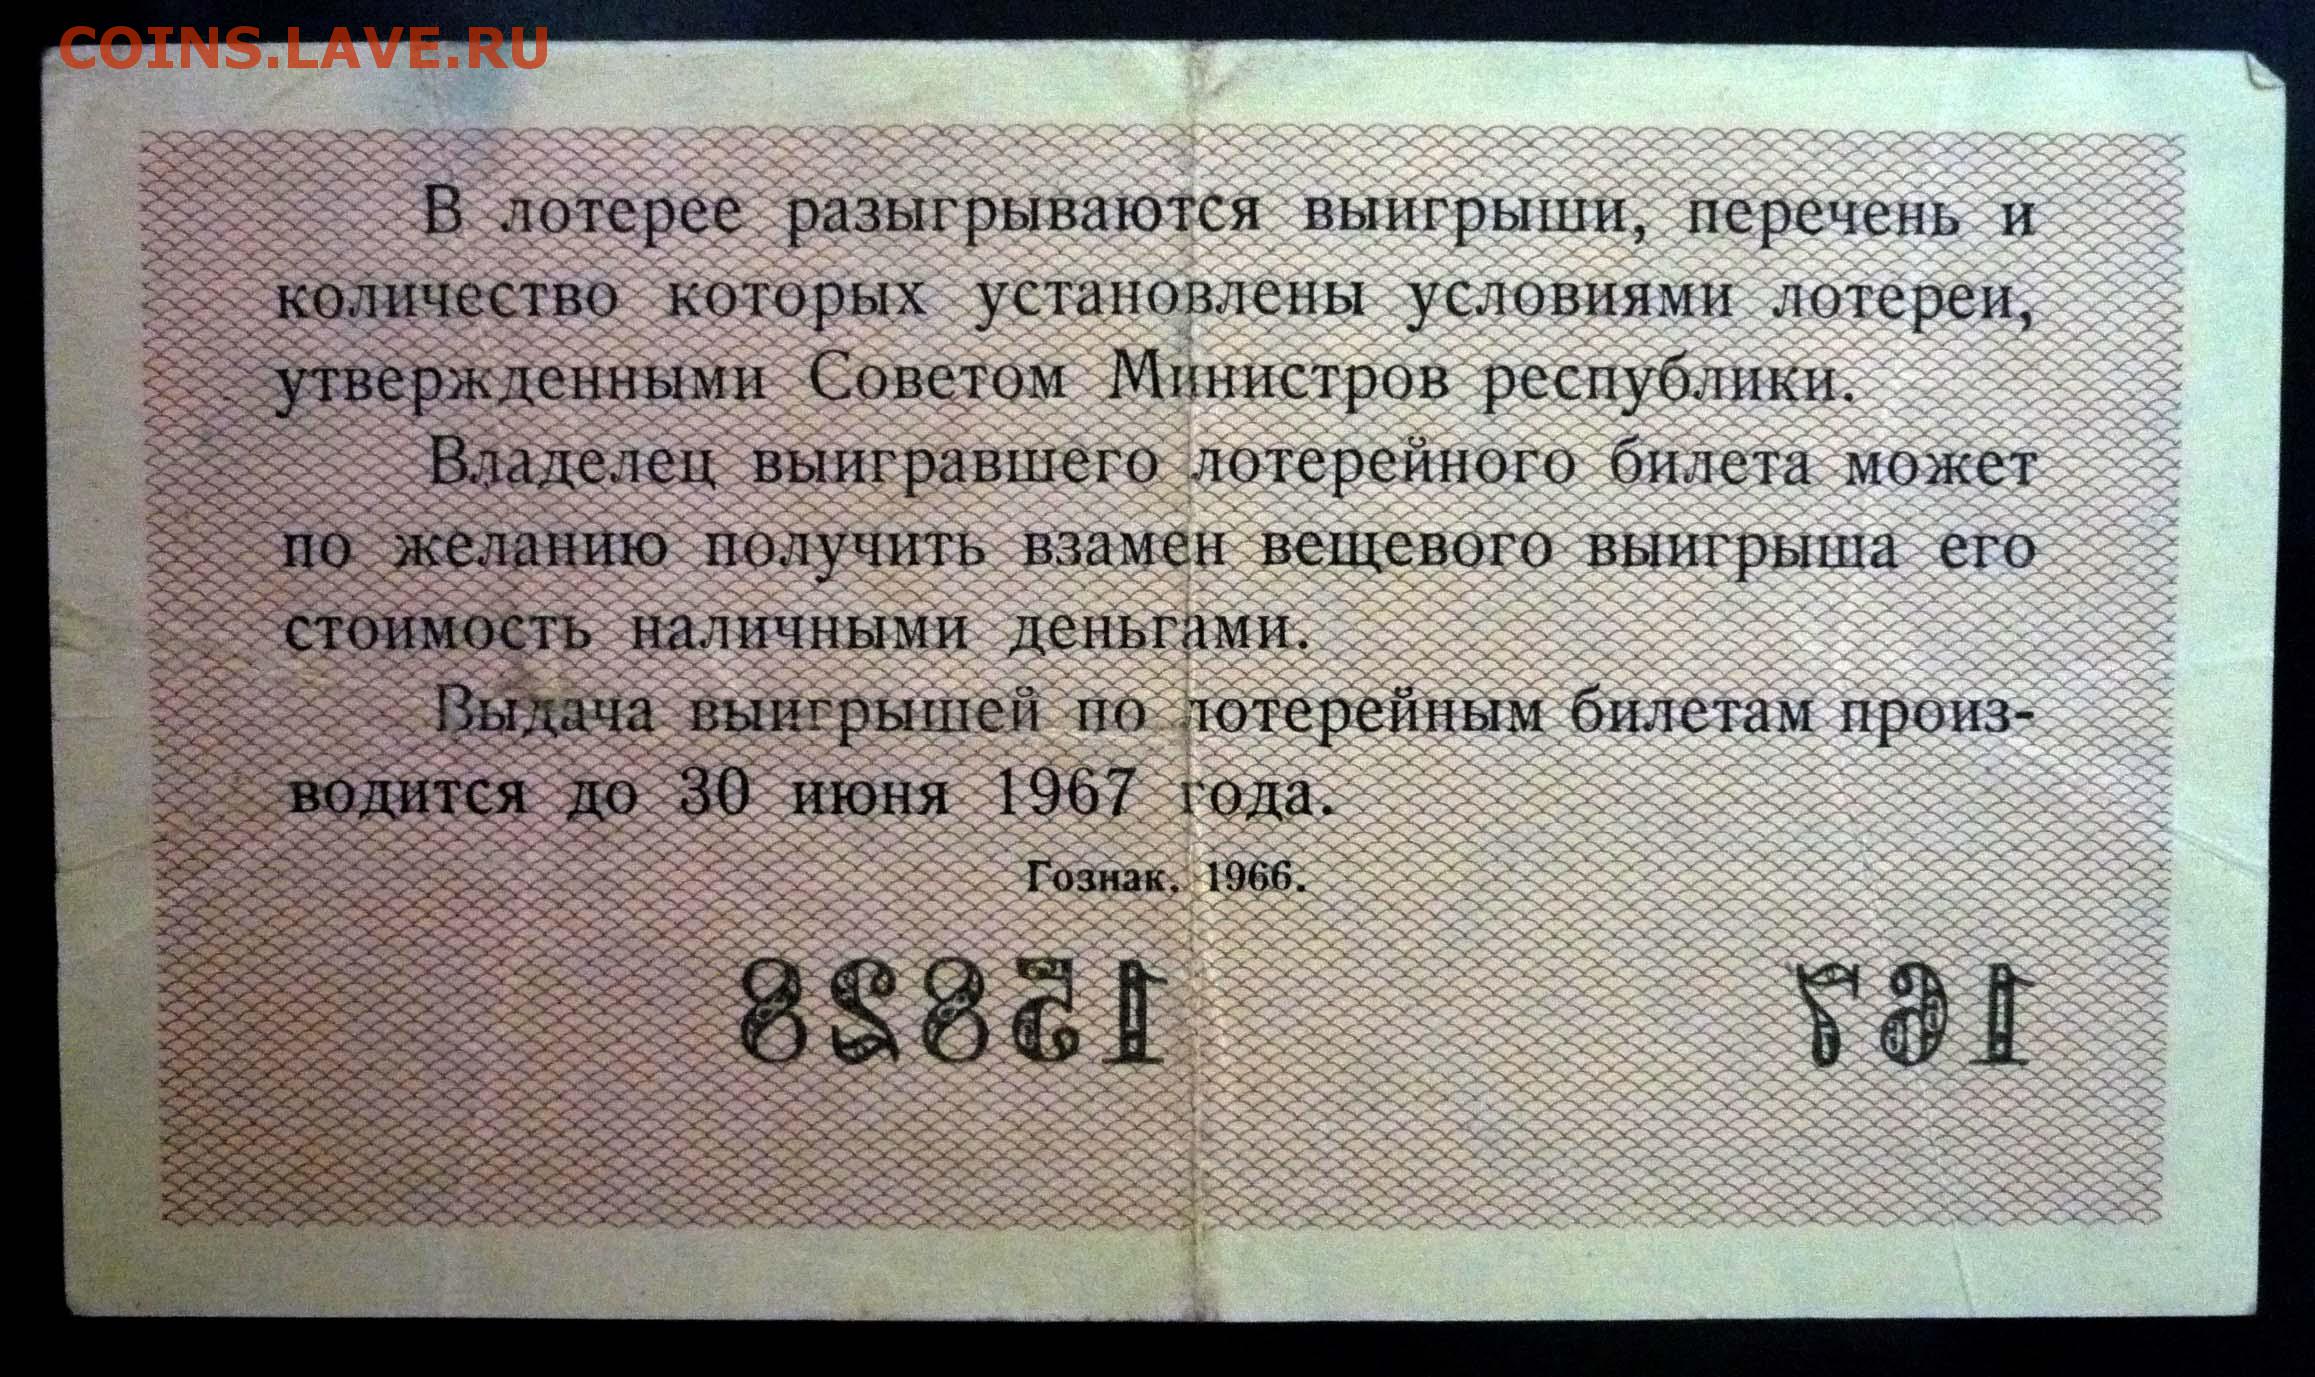 COINS.LAVE.RU
В лотерее разыгрываются выигрыши, перечень и
количество которых установлены условиями лотереи,
утвержденными Советом Министров республики.
Владелец выигравшего лотерейного билета может
по желанию получить взамен вещевого выигрыша его
стоимость наличными деньгами.
Выдача выигрышей по лотерейным билетам произ-
водится до 30 июня 1967 года.
Гознак. 1966.
15828 167